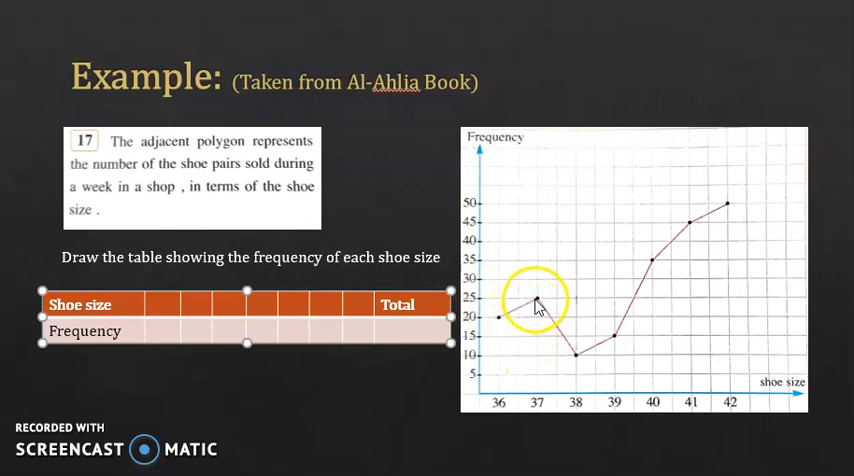 Example: (Taken from Al-Ahlia Book)
17 The adjacent polygon represents
the number of the shoe pairs sold during
a week in a shop , in terms of the shoe
size .
Draw the table showing the frequency of each shoe size
Shoe size Total
Frequency
Frequency
50
45
40
35
30
25
20
15
10
5
shoe size
36 37 38 39 40 41 42
RECORDED WITH
SCREENCAST MATIC